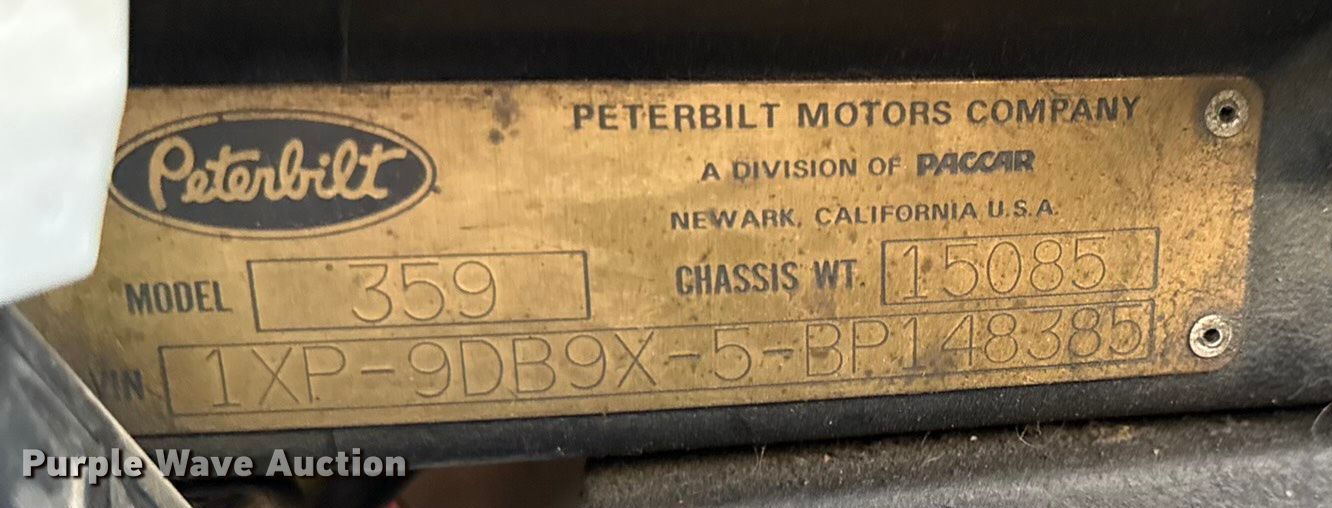 Peterbilt
PETERBILT MOTORS COMPANY
A DIVISION OF PACCAR
NEWARK, CALIFORNIA U.S.A.
MODEL 359 CHASSIS WT. 15085
VIN 1XP-9DB9X-5-BP148385
Purple Wave Auction